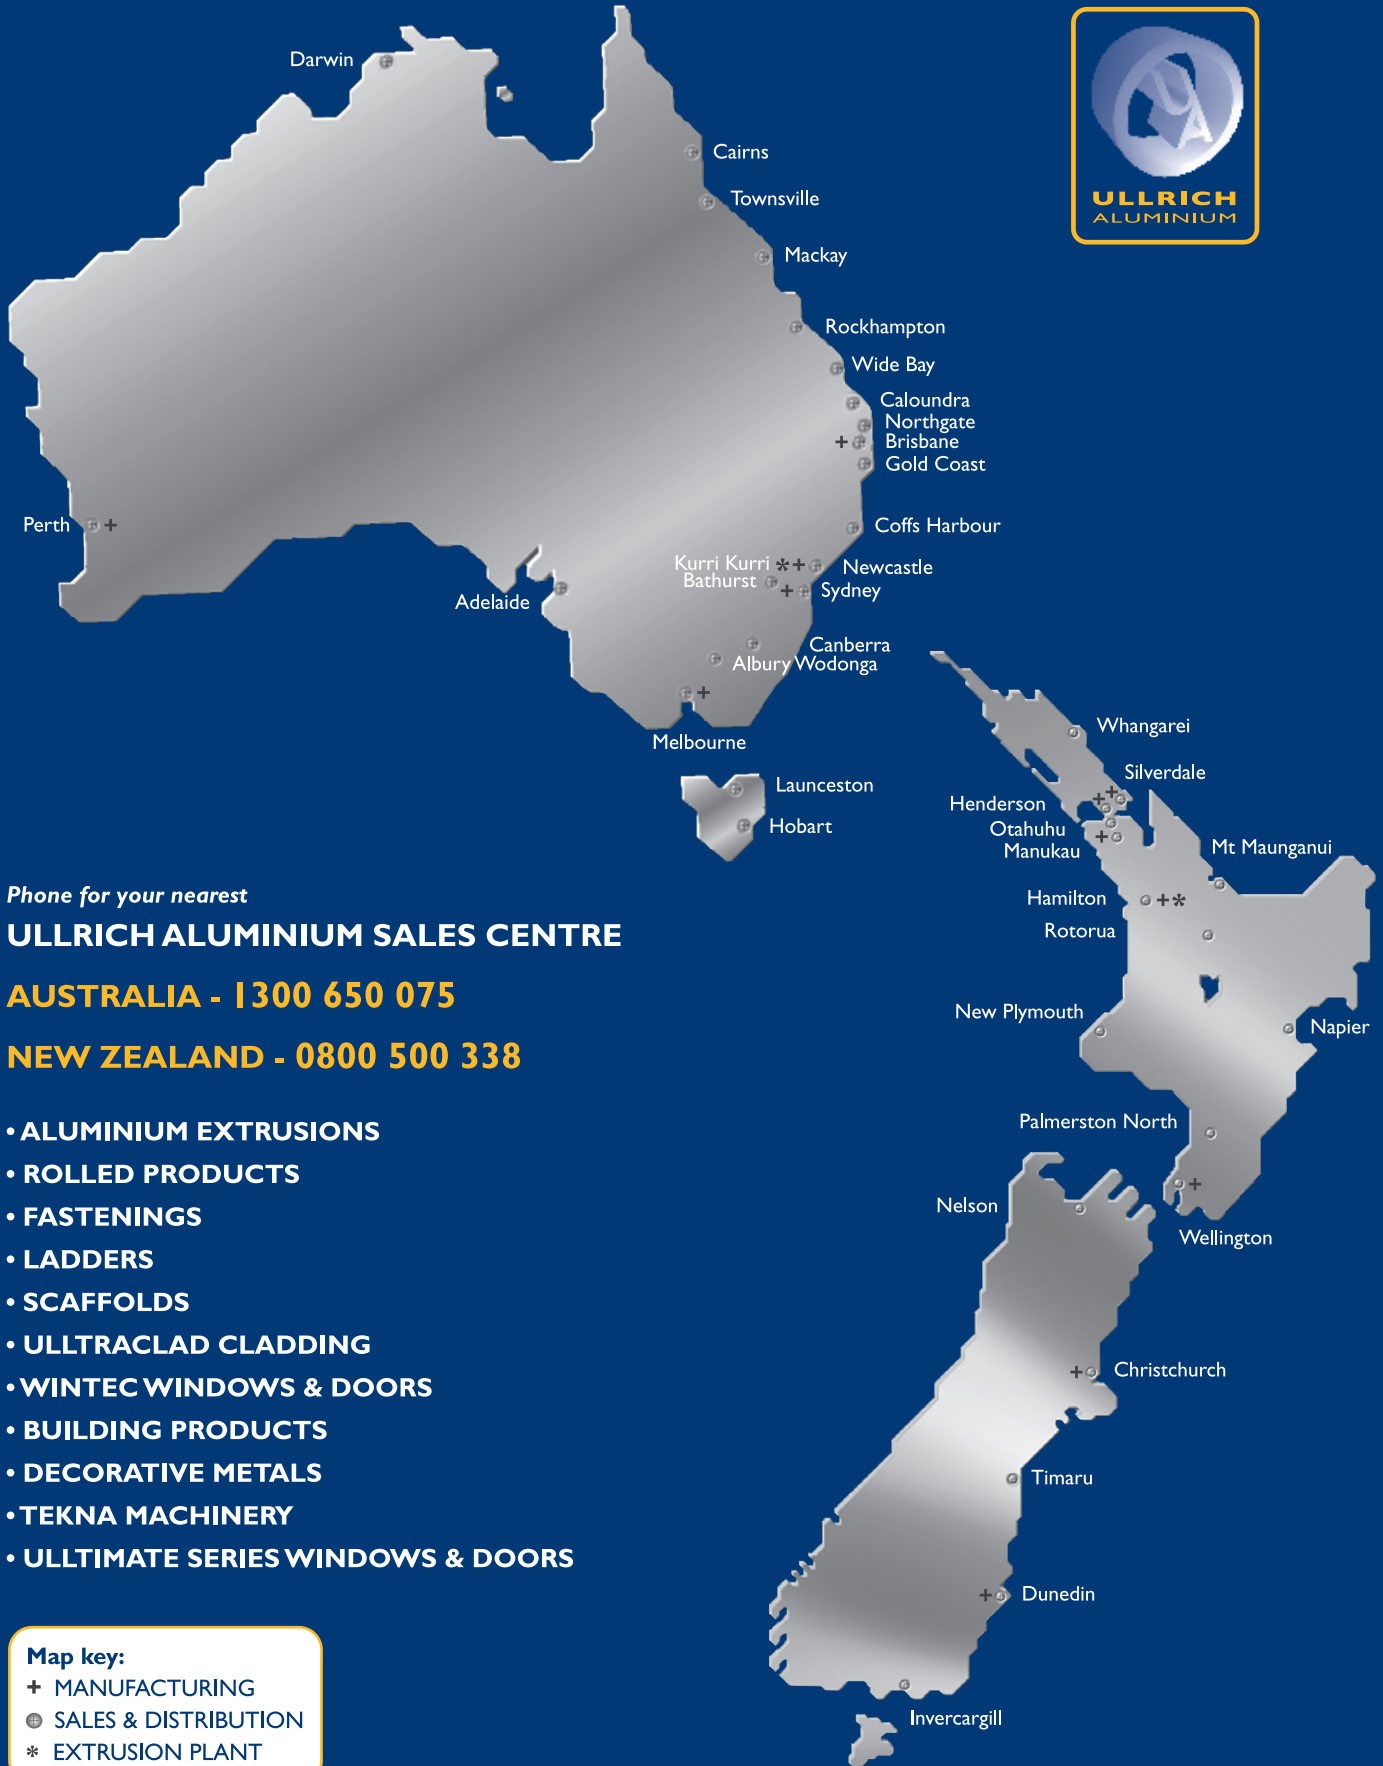 Darwin
UA
ULLRICH
ALUMINIUM
Cairns
Townsville
Mackay
Rockhampton
Wide Bay
Caloundra
Northgate
+ Brisbane
Gold Coast
Perth +
Coffs Harbour
Kurri Kurri *+ Newcastle
Bathurst + Sydney
Adelaide
Canberra
Albury Wodonga
+
Melbourne
Launceston
Hobart
Whangarei
Silverdale
Henderson + +
Otahuhu
Manukau +
Mt Maunganui
Hamilton +*
Rotorua
New Plymouth
Napier
Palmerston North
Nelson
+
Wellington
+ Christchurch
Timaru
+ Dunedin
Invercargill
Phone for your nearest
ULLRICH ALUMINIUM SALES CENTRE
AUSTRALIA - 1300 650 075
NEW ZEALAND - 0800 500 338
• ALUMINIUM EXTRUSIONS
• ROLLED PRODUCTS
• FASTENINGS
• LADDERS
• SCAFFOLDS
• ULLTRACLAD CLADDING
• WINTEC WINDOWS & DOORS
• BUILDING PRODUCTS
• DECORATIVE METALS
• TEKNA MACHINERY
• ULLTIMATE SERIES WINDOWS & DOORS
Map key:
+ MANUFACTURING
SALES & DISTRIBUTION
* EXTRUSION PLANT